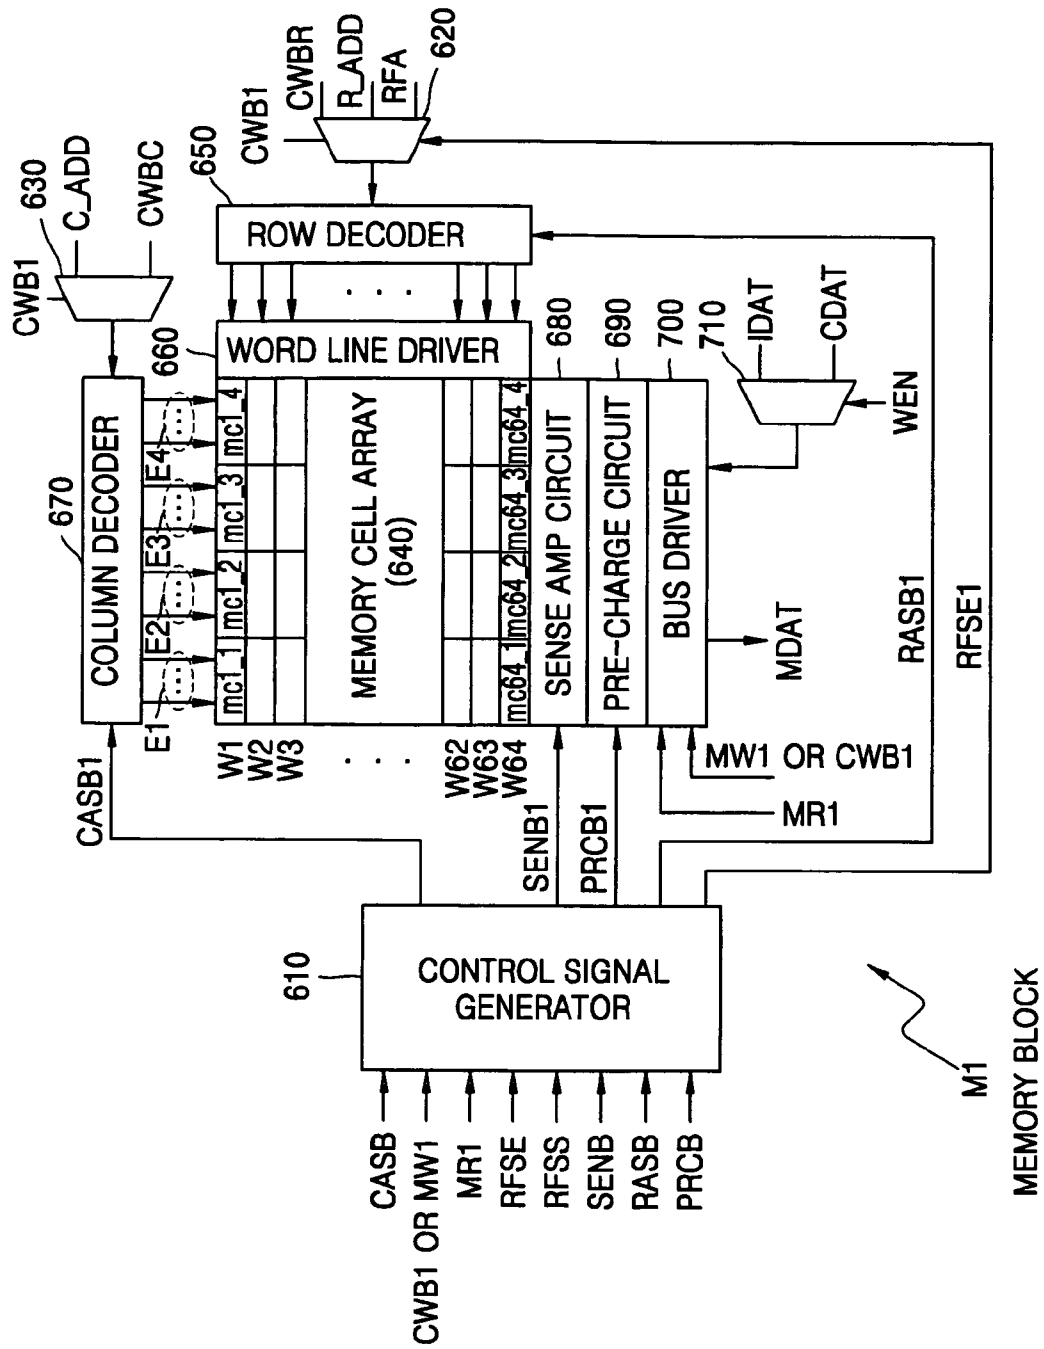 CWB1
630
C_ADD
CWBC
670
COLUMN DECODER
CASB1
E1
E2
E3
E4
660
WORD LINE DRIVER
650
ROW DECODER
CWB1
CWBR
R_ADD
RFA
620
W1
W2
W3
. . .
W62
W63
W64
mc1_1
mc1_2
mc1_3
mc1_4
MEMORY CELL ARRAY
(640)
mc64_1
mc64_2
mc64_3
mc64_4
SENSE AMP CIRCUIT
680
PRE-CHARGE CIRCUIT
690
BUS DRIVER
700
710
IDAT
CDAT
WEN
MDAT
SENB1
PRCB1
MW1 OR CWB1
MR1
RASB1
RFSE1
610
CONTROL SIGNAL
GENERATOR
CASB
CWB1 OR MW1
MR1
RFSE
RFSS
SENB
RASB
PRCB
M1
MEMORY BLOCK